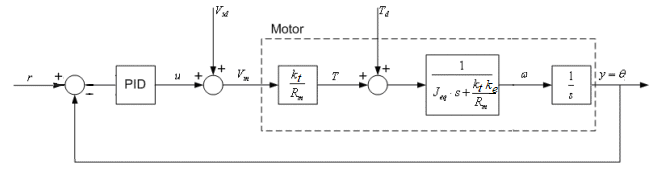 V_sd T_d
Motor
r + − PID u + + V_m k_t / R_m T + + 1 / (J_eq · s + k_t k_e / R_m) ω 1 / s y = θ